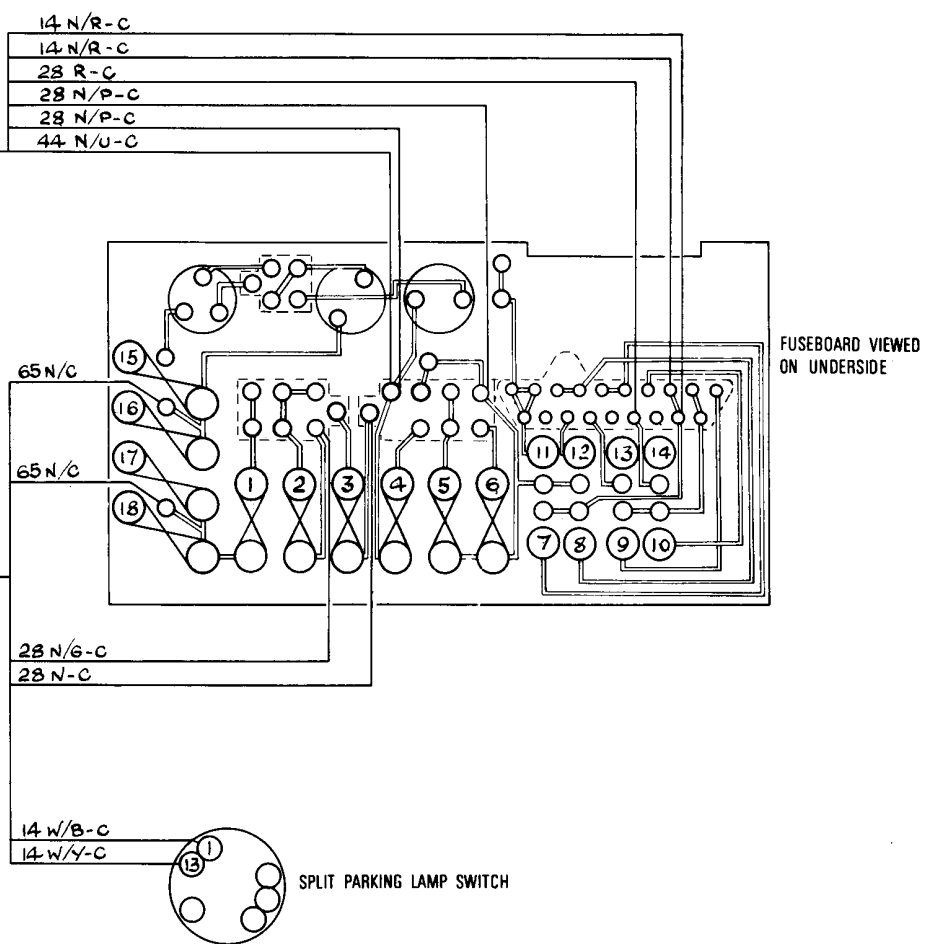 14 N/R-C
14 N/R-C
28 R-C
28 N/P-C
28 N/P-C
44 N/U-C
FUSEBOARD VIEWED
ON UNDERSIDE
15
65 N/C
16
17
11 12 13 14
65 N/C
1 2 3 4 5 6
18
7 8 9 10
28 N/G-C
28 N-C
14 W/B-C
14 W/Y-C
1
13
SPLIT PARKING LAMP SWITCH